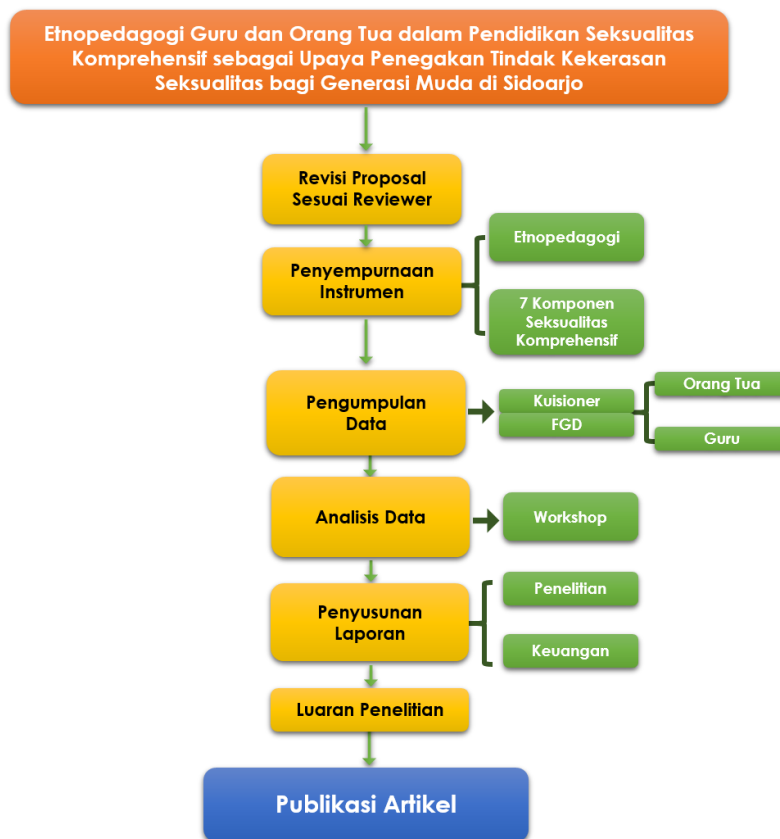 Etnopedagogi Guru dan Orang Tua dalam Pendidikan Seksualitas
Komprehensif sebagai Upaya Penegakan Tindak Kekerasan
Seksualitas bagi Generasi Muda di Sidoarjo
Revisi Proposal
Sesuai Reviewer
Penyempurnaan
Instrumen
Etnopedagogi
7 Komponen
Seksualitas
Komprehensif
Pengumpulan
Data
Kuisioner
FGD
Orang Tua
Guru
Analisis Data
Workshop
Penyusunan
Laporan
Penelitian
Keuangan
Luaran Penelitian
Publikasi Artikel